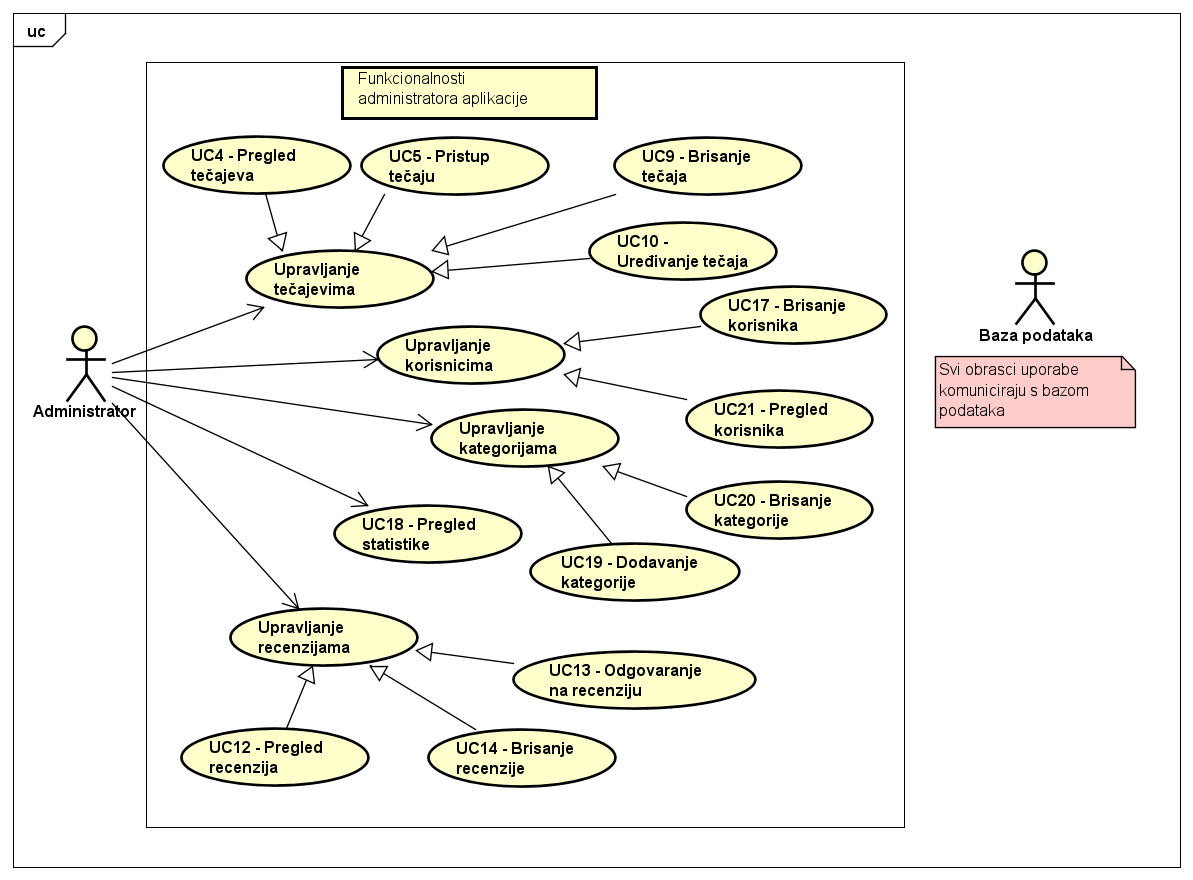 uc
Funkcionalnosti
administratora aplikacije
UC4 - Pregled
tečajeva
UC5 - Pristup
tečaju
UC9 - Brisanje
tečaja
UC10 -
Uređivanje tečaja
Upravljanje
tečajevima
UC17 - Brisanje
korisnika
Upravljanje
korisnicima
UC21 - Pregled
korisnika
Upravljanje
kategorijama
UC20 - Brisanje
kategorije
UC18 - Pregled
statistike
UC19 - Dodavanje
kategorije
Upravljanje
recenzijama
UC13 - Odgovaranje
na recenziju
UC12 - Pregled
recenzija
UC14 - Brisanje
recenzije
Administrator
Baza podataka
Svi obrasci uporabe
komuniciraju s bazom
podataka